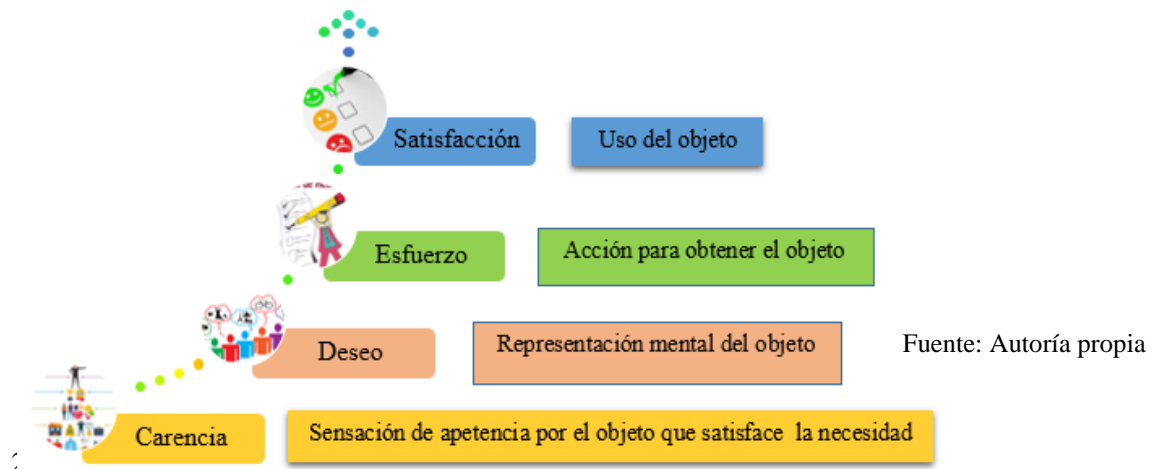 Satisfacción
Uso del objeto
Esfuerzo
Acción para obtener el objeto
Deseo
Representación mental del objeto
Fuente: Autoría propia
Carencia
Sensación de apetencia por el objeto que satisface la necesidad